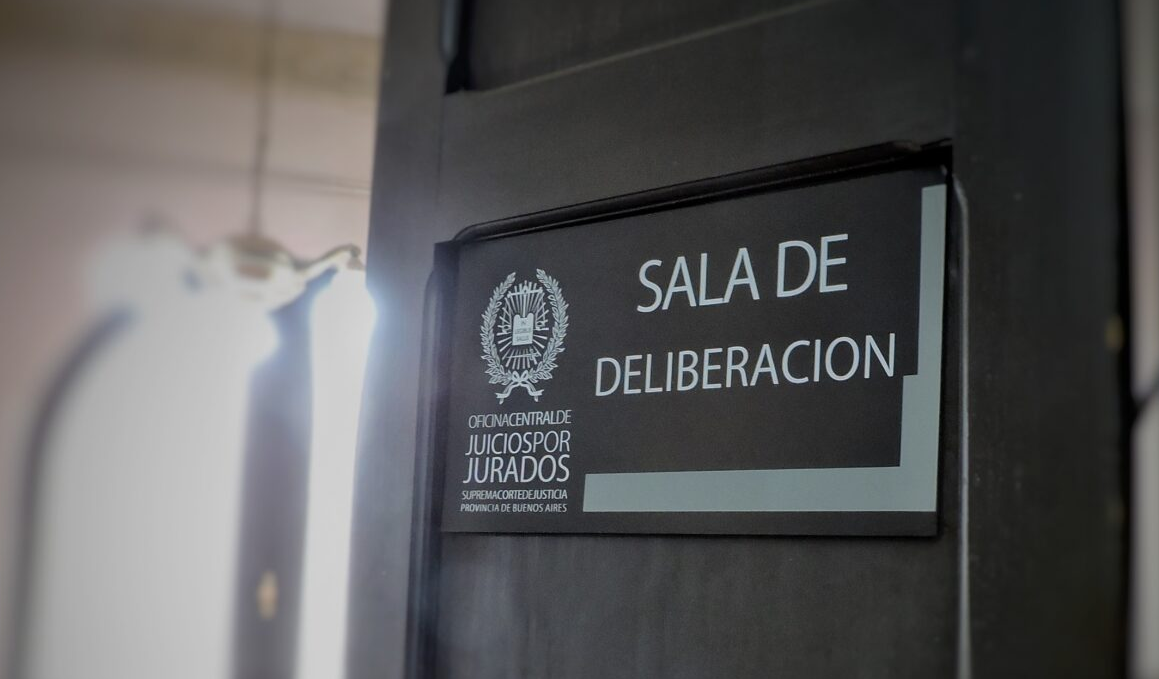 SALA DE
DELIBERACION
OFICINACENTRALDE
JUICIOSPOR
JURADOS
SUPREMACORTEDEJUSTICIA
PROVINCIA DE BUENOS AIRES